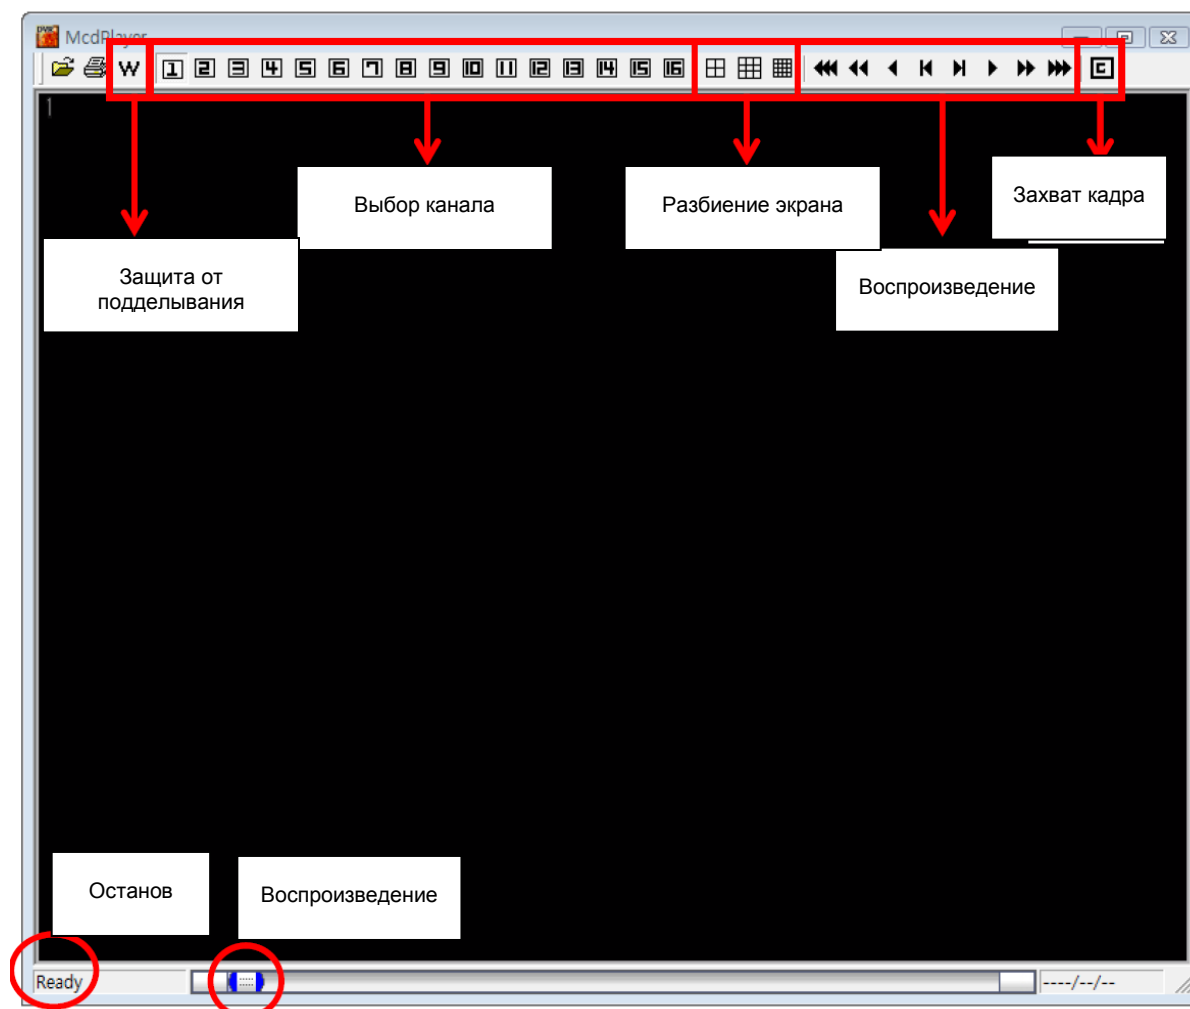 McdPlayer
W 1 2 3 4 5 6 7 8 9 10 11 12 13 14 15 16 C
1
Выбор канала
Разбиение экрана
Захват кадра
Защита от
подделывания
Воспроизведение
Останов
Воспроизведение
Ready
----/--/--